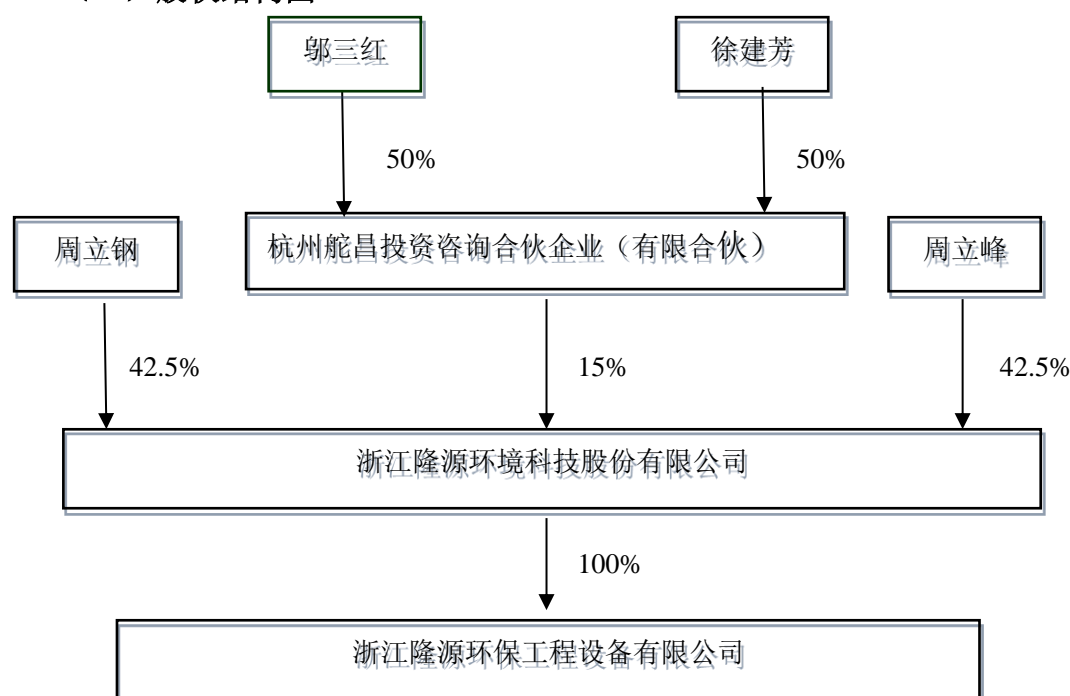 邬三红
徐建芳
50%
50%
周立钢
杭州舵昌投资咨询合伙企业（有限合伙）
周立峰
42.5%
15%
42.5%
浙江隆源环境科技股份有限公司
100%
浙江隆源环保工程设备有限公司